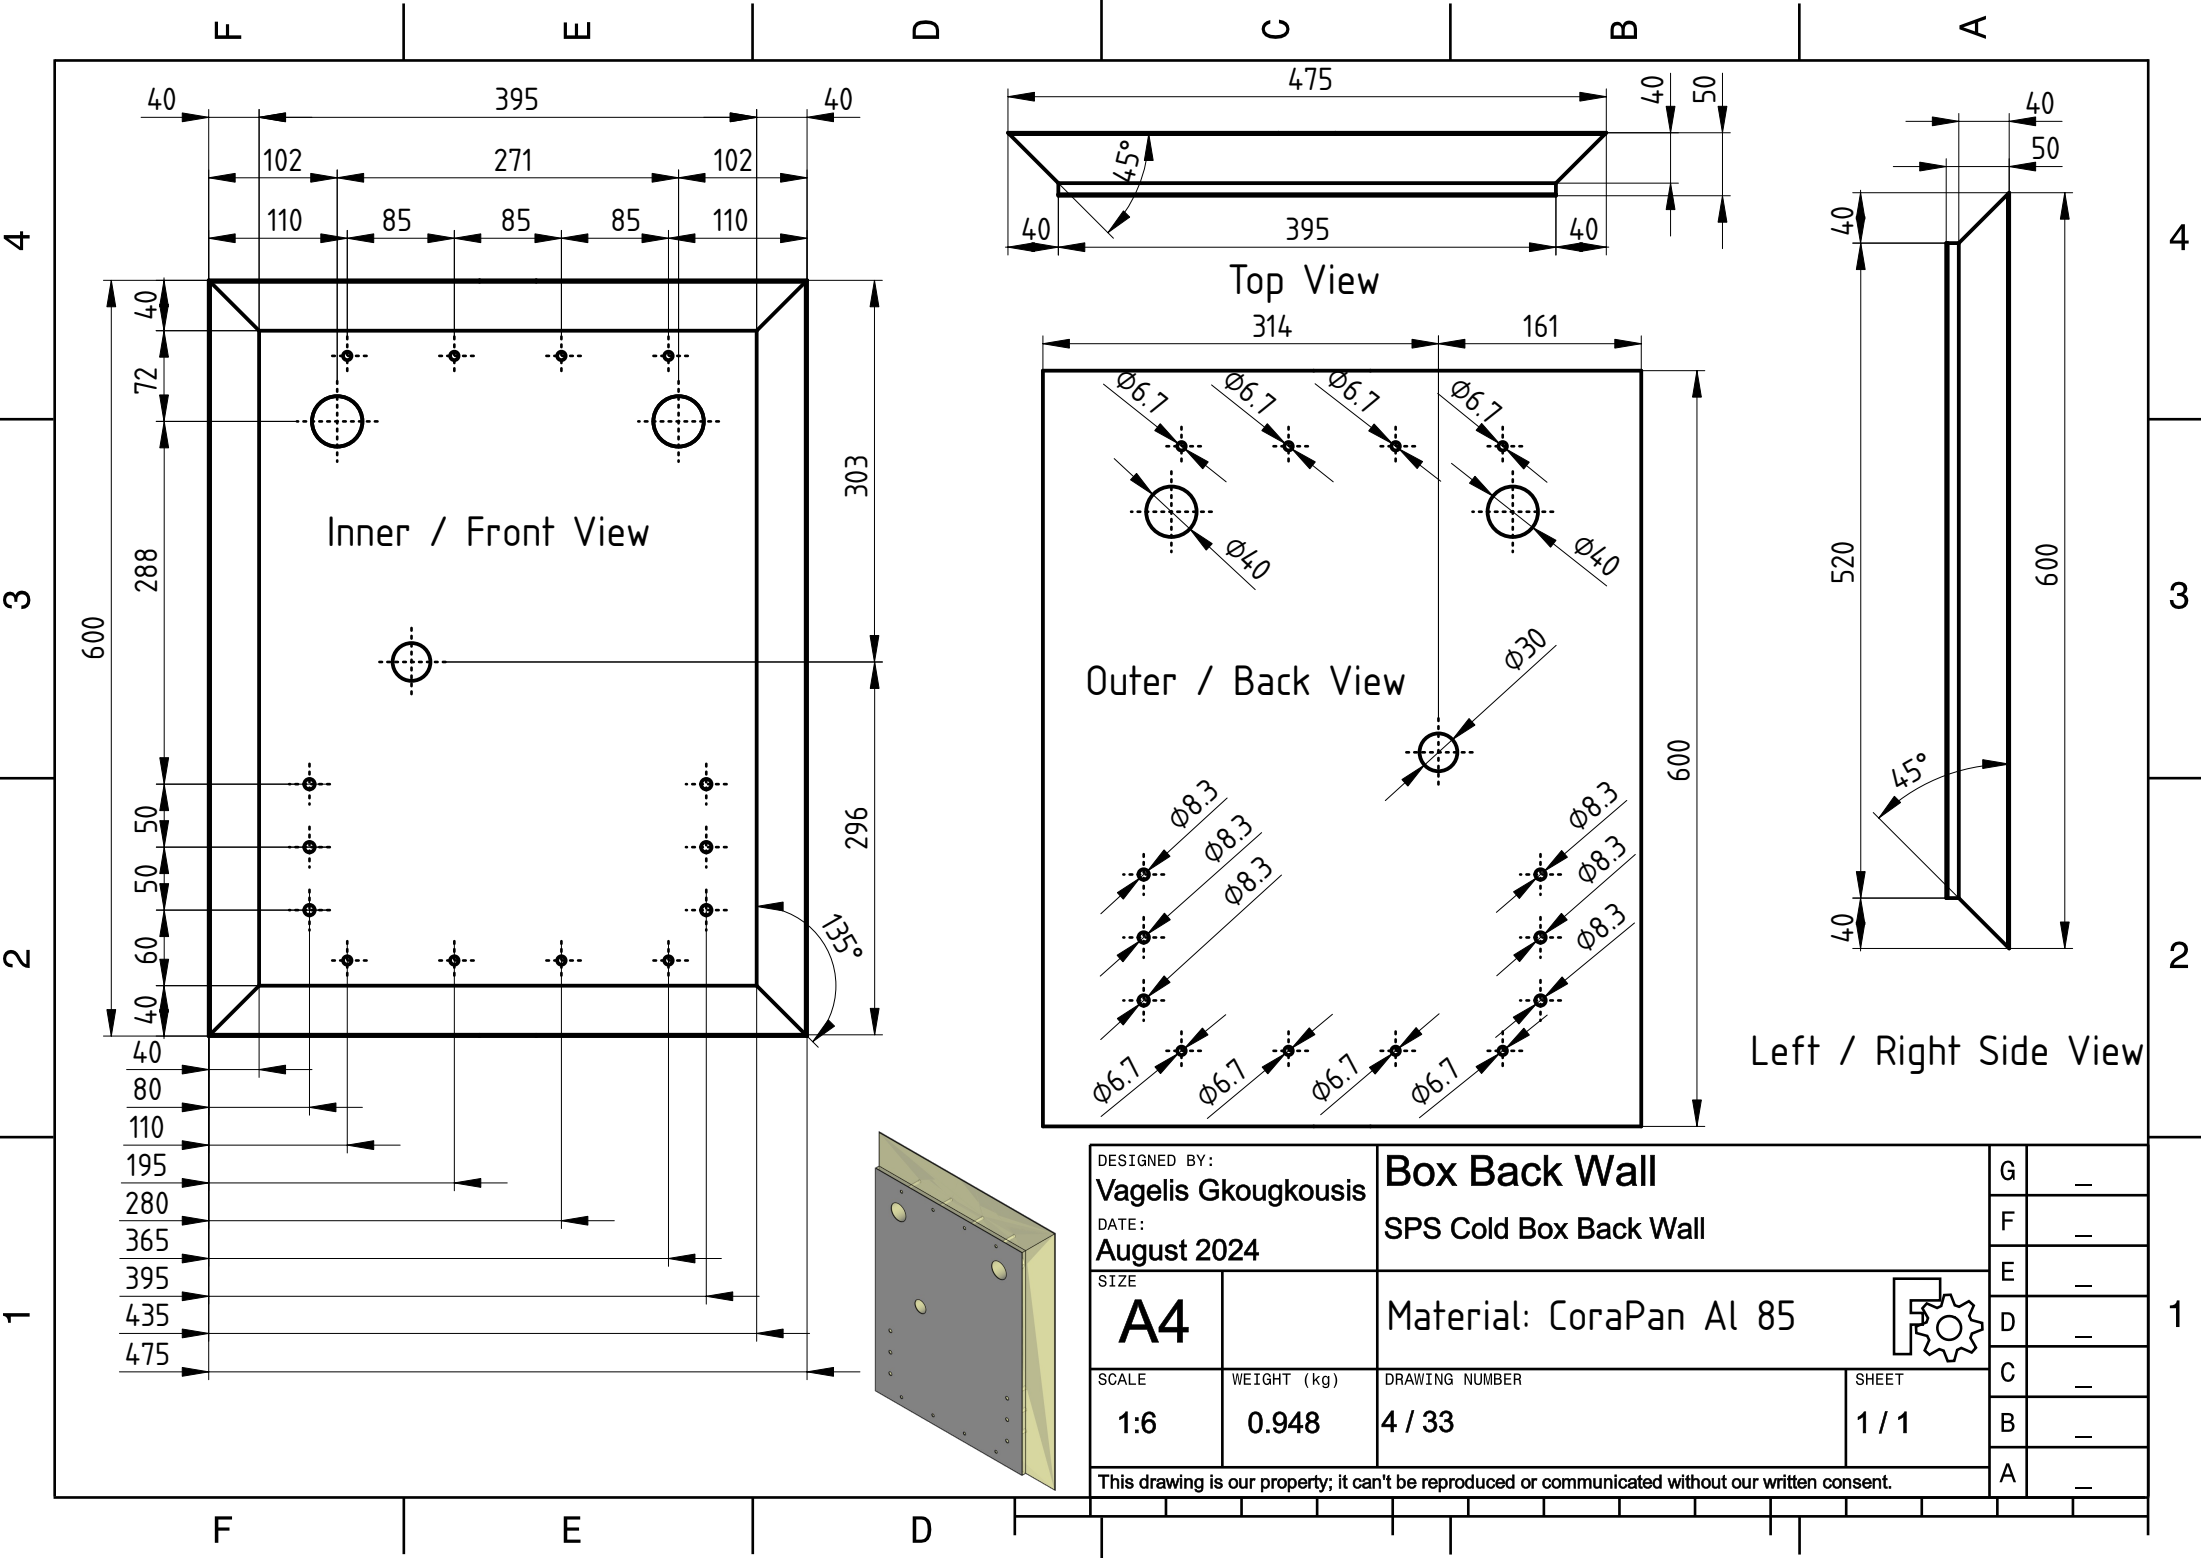 F E D C B A
40 395 40
102 271 102
110 85 85 85 110
475
40
50
45°
40 395 40
Top View
40
50
40
520
600
40
45°
Left / Right Side View
4
4
3
3
2
2
1
1
600
40
72
288
50
50
60
40
303
296
135°
Inner / Front View
40
80
110
195
280
365
395
435
475
314 161
Ø6.7 Ø6.7 Ø6.7 Ø6.7
Ø40 Ø40
Ø30
Outer / Back View
600
Ø8.3 Ø8.3
Ø8.3 Ø8.3
Ø8.3 Ø8.3
Ø6.7 Ø6.7 Ø6.7 Ø6.7
DESIGNED BY:
Vagelis Gkougkousis
DATE:
August 2024
Box Back Wall
SPS Cold Box Back Wall
SIZE
A4
Material: CoraPan Al 85
SCALE
1:6
WEIGHT (kg)
0.948
DRAWING NUMBER
4 / 33
SHEET
1 / 1
This drawing is our property; it can't be reproduced or communicated without our written consent.
G _
F _
E _
D _
C _
B _
A _
F E D